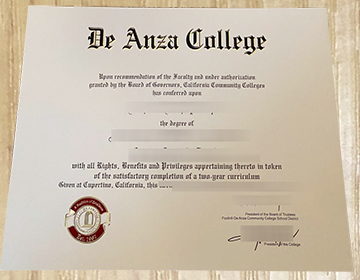 De Anza College
Upon recommendation of the Faculty and under authorization
granted by the Board of Governors, California Community Colleges
has conferred upon
the degree of
with all Rights, Benefits and Privileges appertaining thereto in token
of the satisfactory completion of a two-year curriculum
Given at Cupertino, California, this
President of the Board of Trustees
Foothill-De Anza Community College School District
President of the College